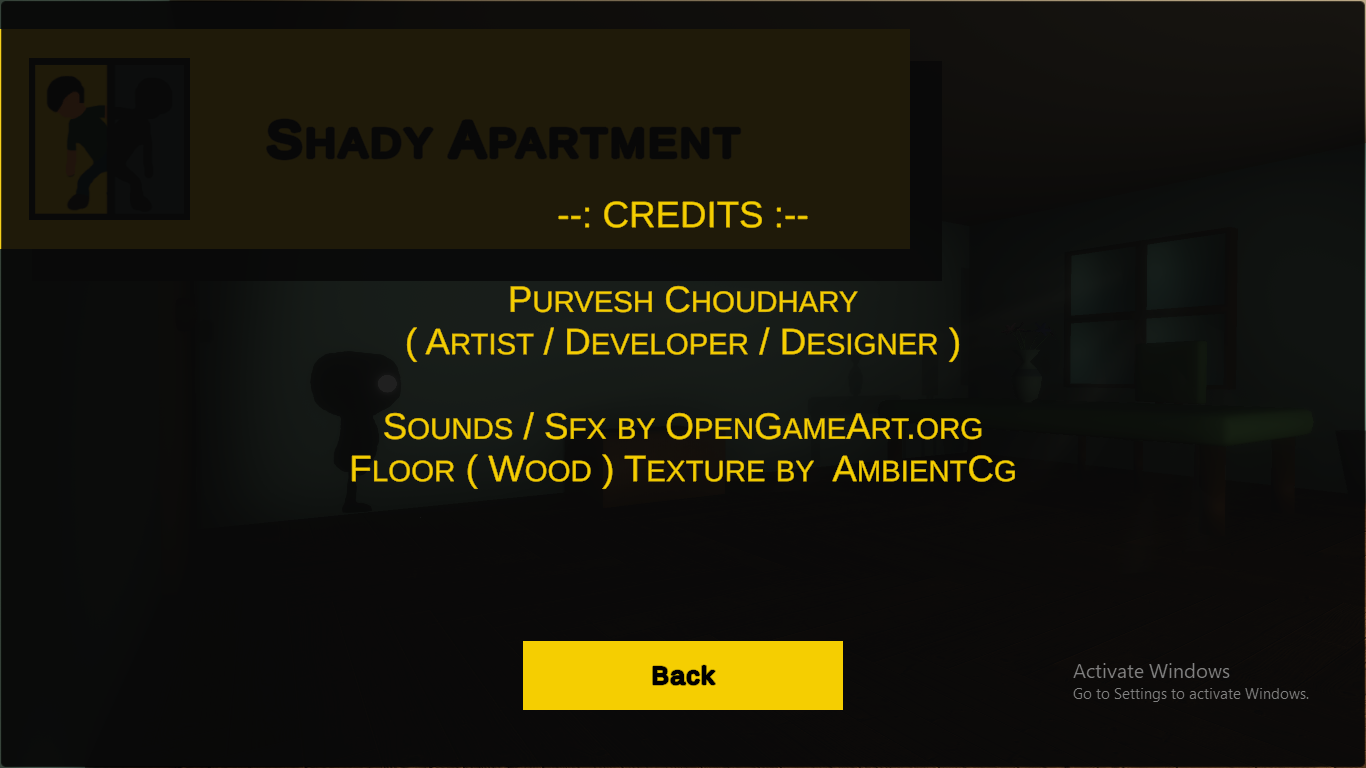 Shady Apartment
--: CREDITS :--
Purvesh Choudhary
( Artist / Developer / Designer )
Sounds / Sfx by OpenGameArt.org
Floor ( Wood ) Texture by  AmbientCg
Back
Activate Windows
Go to Settings to activate Windows.